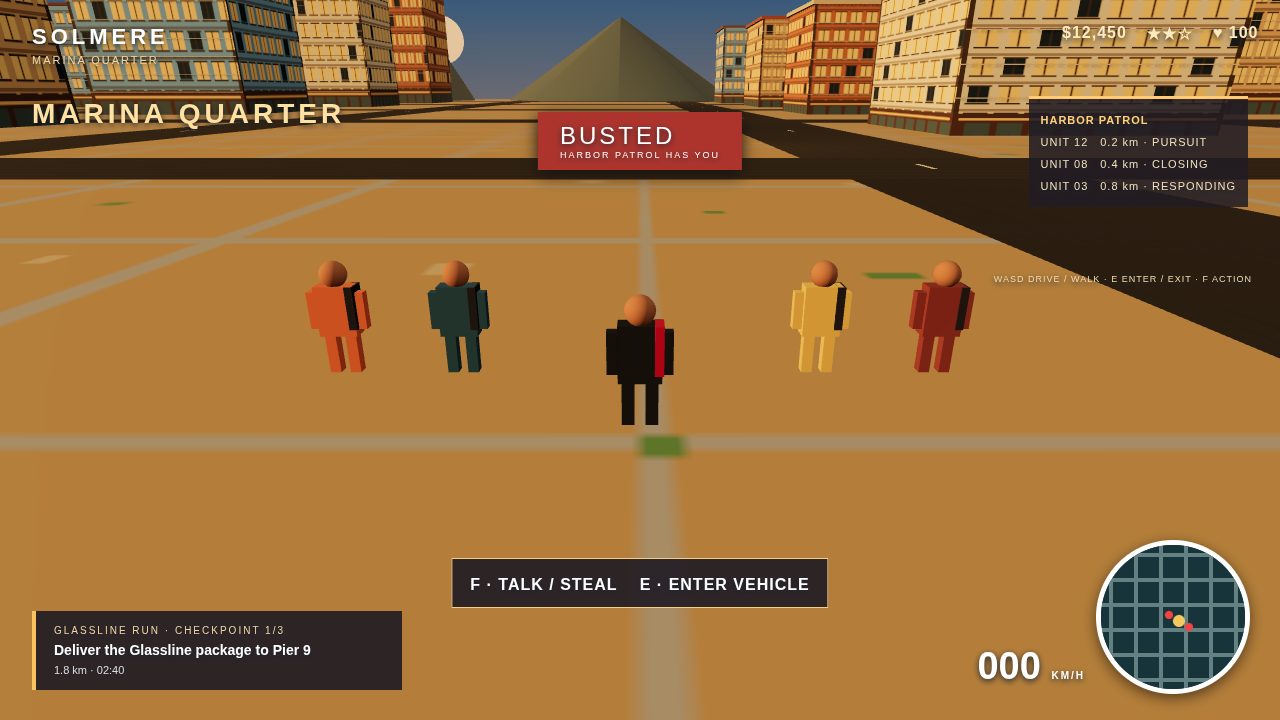 SOLMERE
MARINA QUARTER
MARINA QUARTER
$12,450 ★★☆ ♥ 100
BUSTED
HARBOR PATROL HAS YOU
HARBOR PATROL
UNIT 12 0.2 km · PURSUIT
UNIT 08 0.4 km · CLOSING
UNIT 03 0.8 km · RESPONDING
WASD DRIVE / WALK · E ENTER / EXIT · F ACTION
F · TALK / STEAL E · ENTER VEHICLE
GLASSLINE RUN · CHECKPOINT 1/3
Deliver the Glassline package to Pier 9
1.8 km · 02:40
000 KM/H